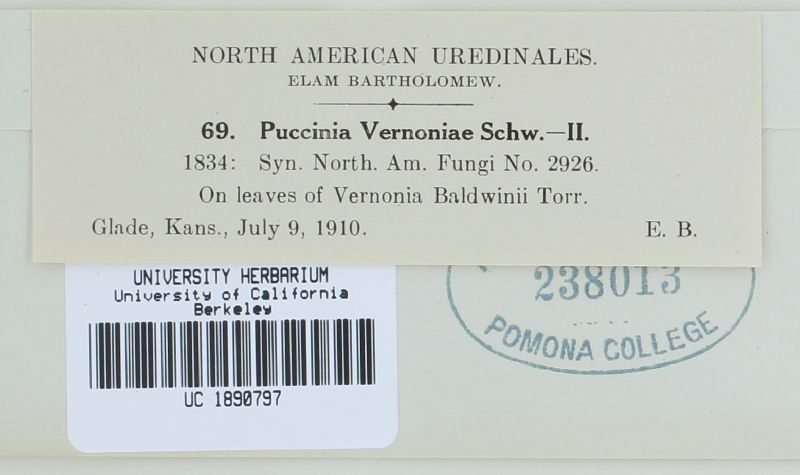 NORTH AMERICAN UREDINALES.
ELAM BARTHOLOMEW.
69. Puccinia Vernoniae Schw.—II.
1834: Syn. North. Am. Fungi No. 2926.
On leaves of Vernonia Baldwinii Torr.
Glade, Kans., July 9, 1910. E. B.
UNIVERSITY HERBARIUM
University of California
Berkeley
UC 1890797
238013
POMONA COLLEGE